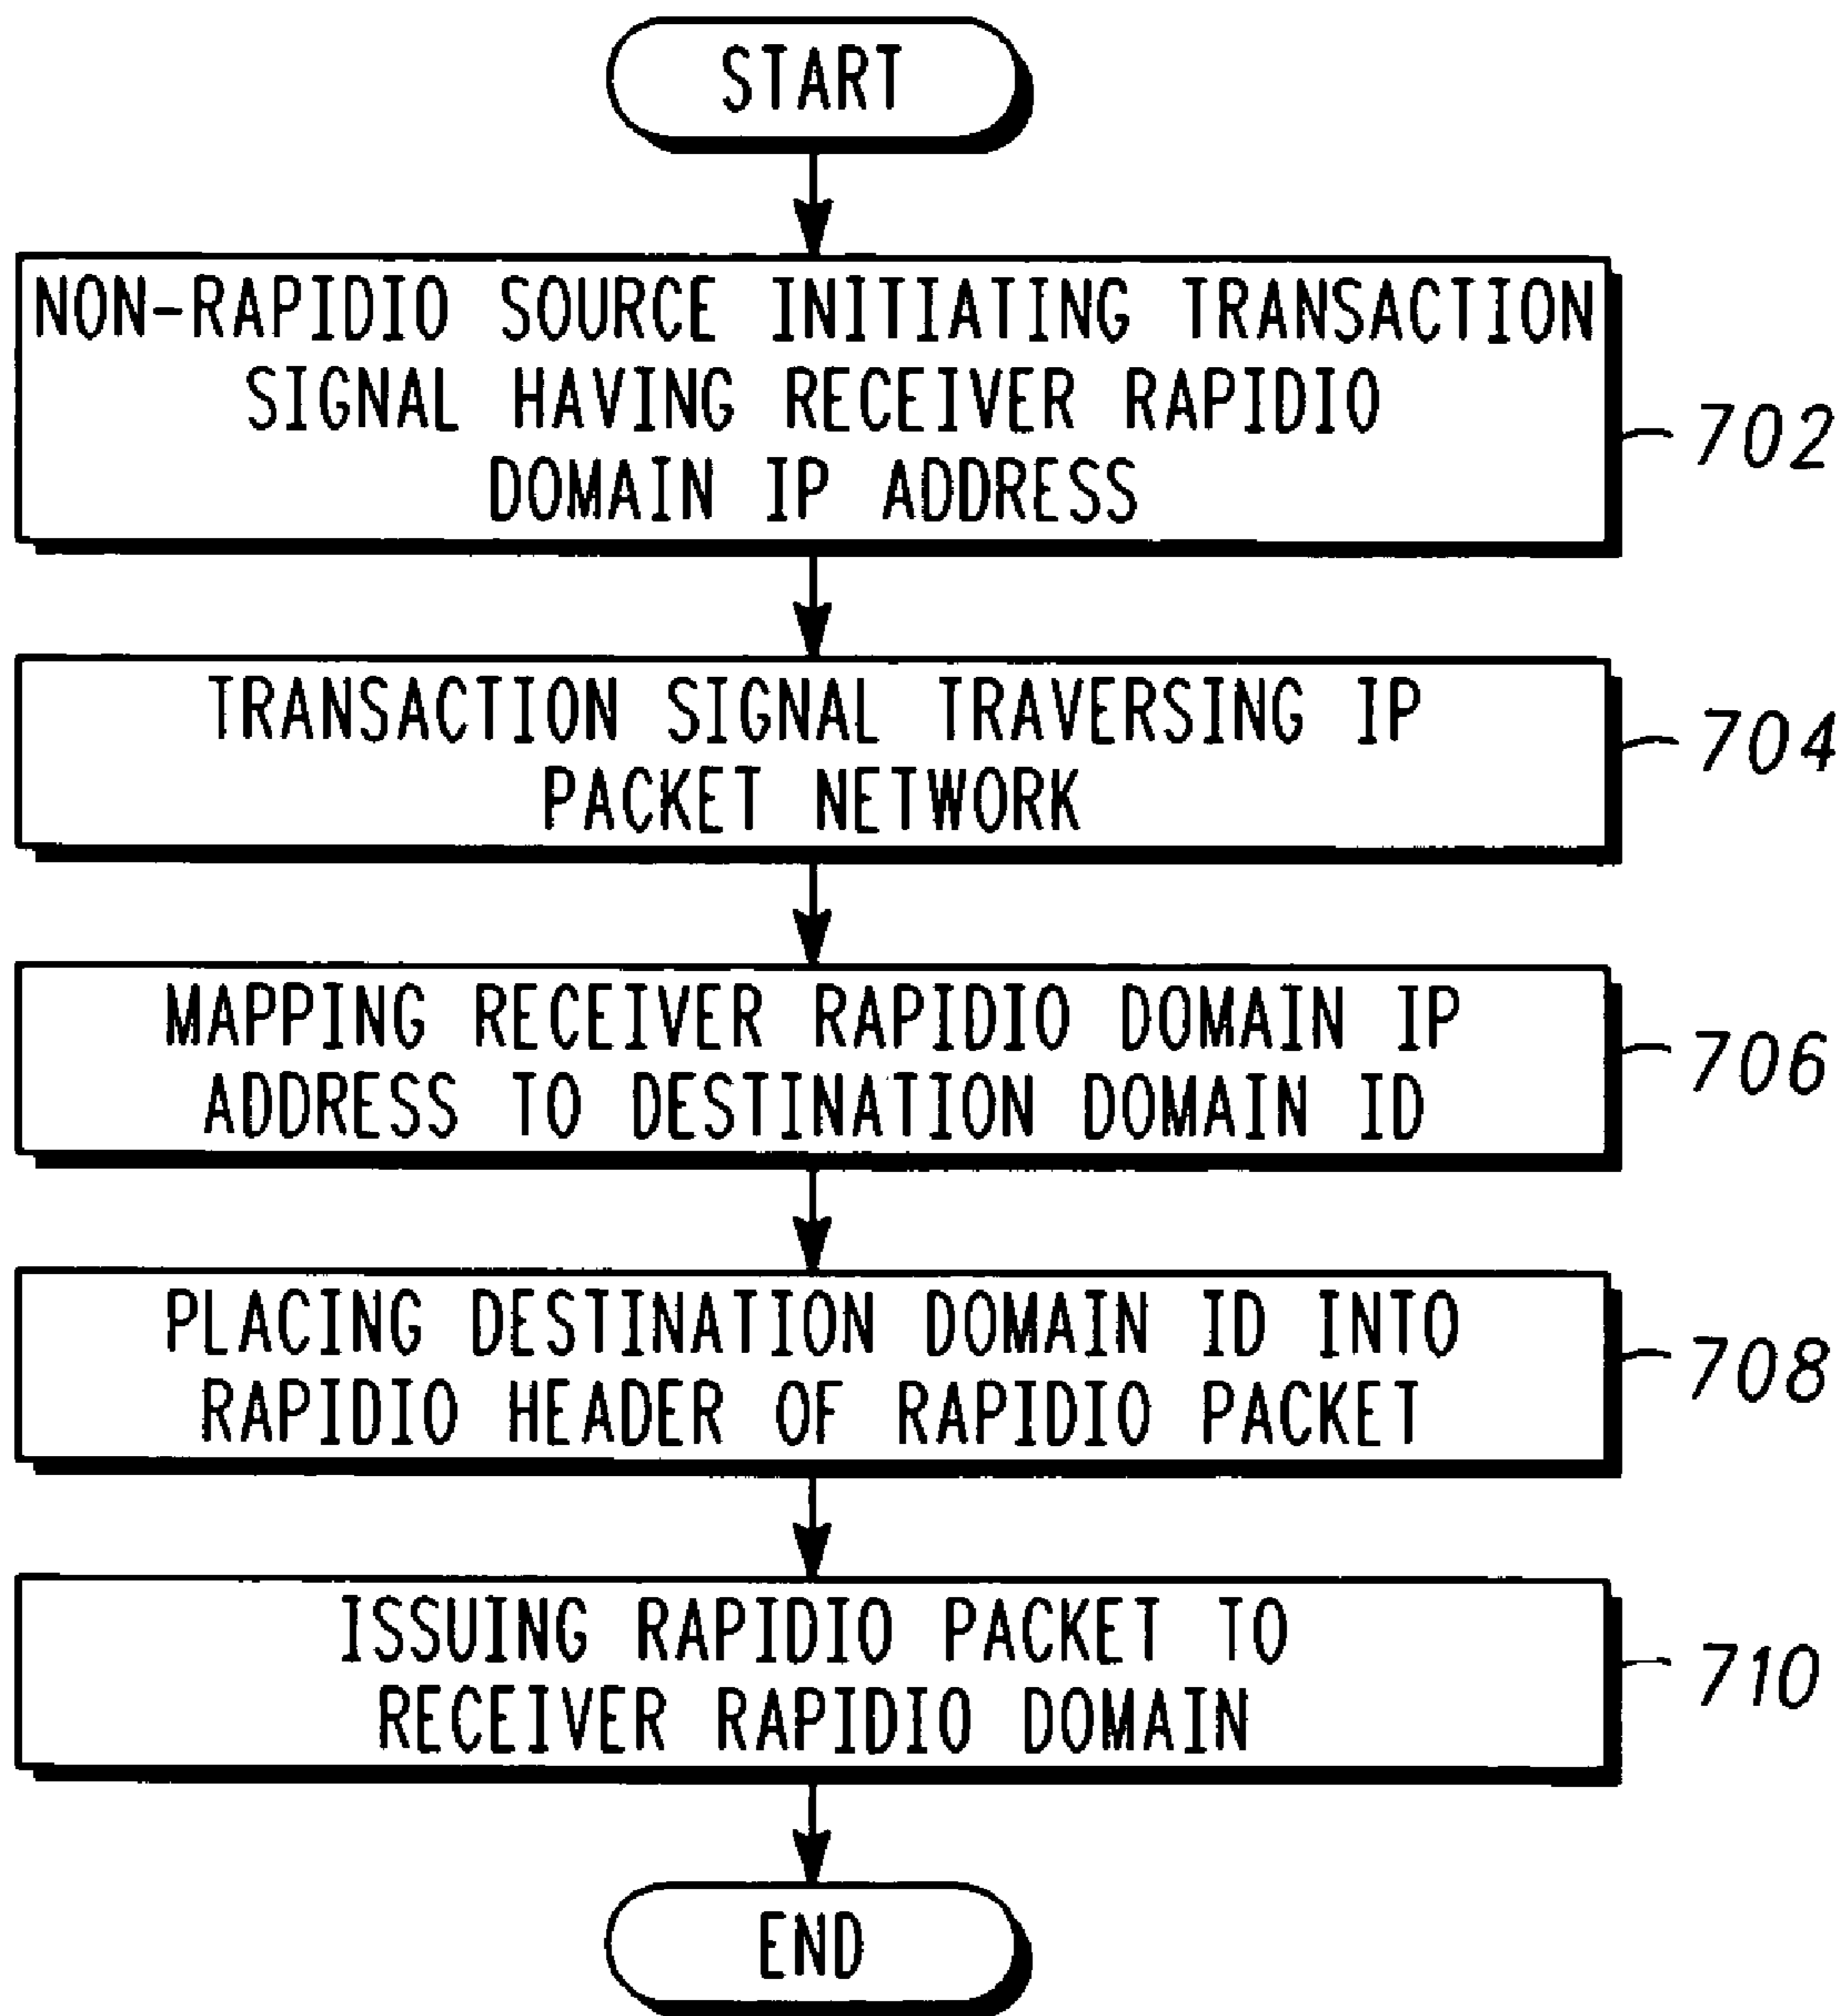 START
NON-RAPIDIO SOURCE INITIATING TRANSACTION
SIGNAL HAVING RECEIVER RAPIDIO
DOMAIN IP ADDRESS
702
TRANSACTION SIGNAL TRAVERSING IP
PACKET NETWORK
704
MAPPING RECEIVER RAPIDIO DOMAIN IP
ADDRESS TO DESTINATION DOMAIN ID
706
PLACING DESTINATION DOMAIN ID INTO
RAPIDIO HEADER OF RAPIDIO PACKET
708
ISSUING RAPIDIO PACKET TO
RECEIVER RAPIDIO DOMAIN
710
END